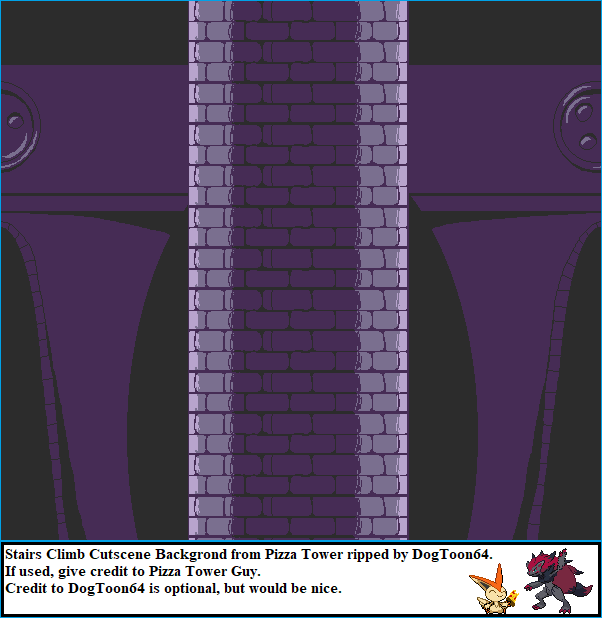 Stairs Climb Cutscene Backgrond from Pizza Tower ripped by DogToon64.
If used, give credit to Pizza Tower Guy.
Credit to DogToon64 is optional, but would be nice.